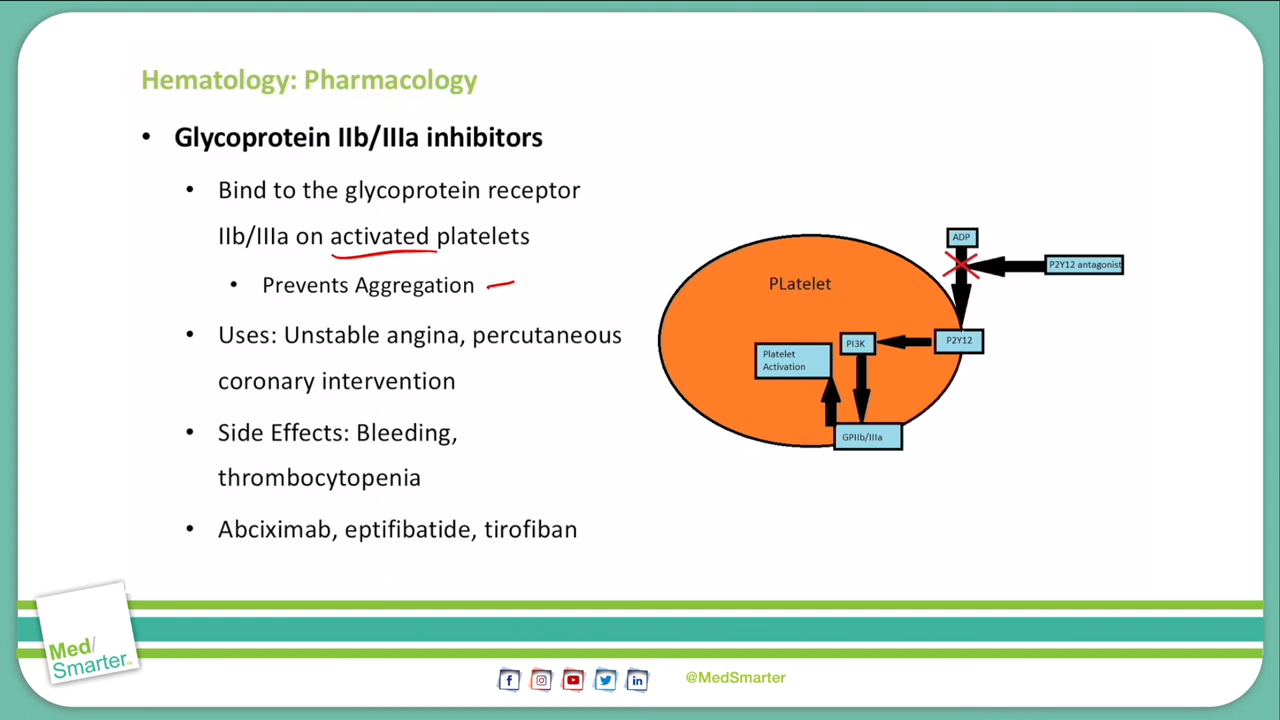 Hematology: Pharmacology
• Glycoprotein IIb/IIIa inhibitors
• Bind to the glycoprotein receptor
IIb/IIIa on activated platelets
• Prevents Aggregation
• Uses: Unstable angina, percutaneous
coronary intervention
• Side Effects: Bleeding,
thrombocytopenia
• Abciximab, eptifibatide, tirofiban
ADP
P2Y12 antagonist
PLatelet
P2Y12
PI3K
Platelet
Activation
GPIIb/IIIa
Med/
Smarter™
@MedSmarter